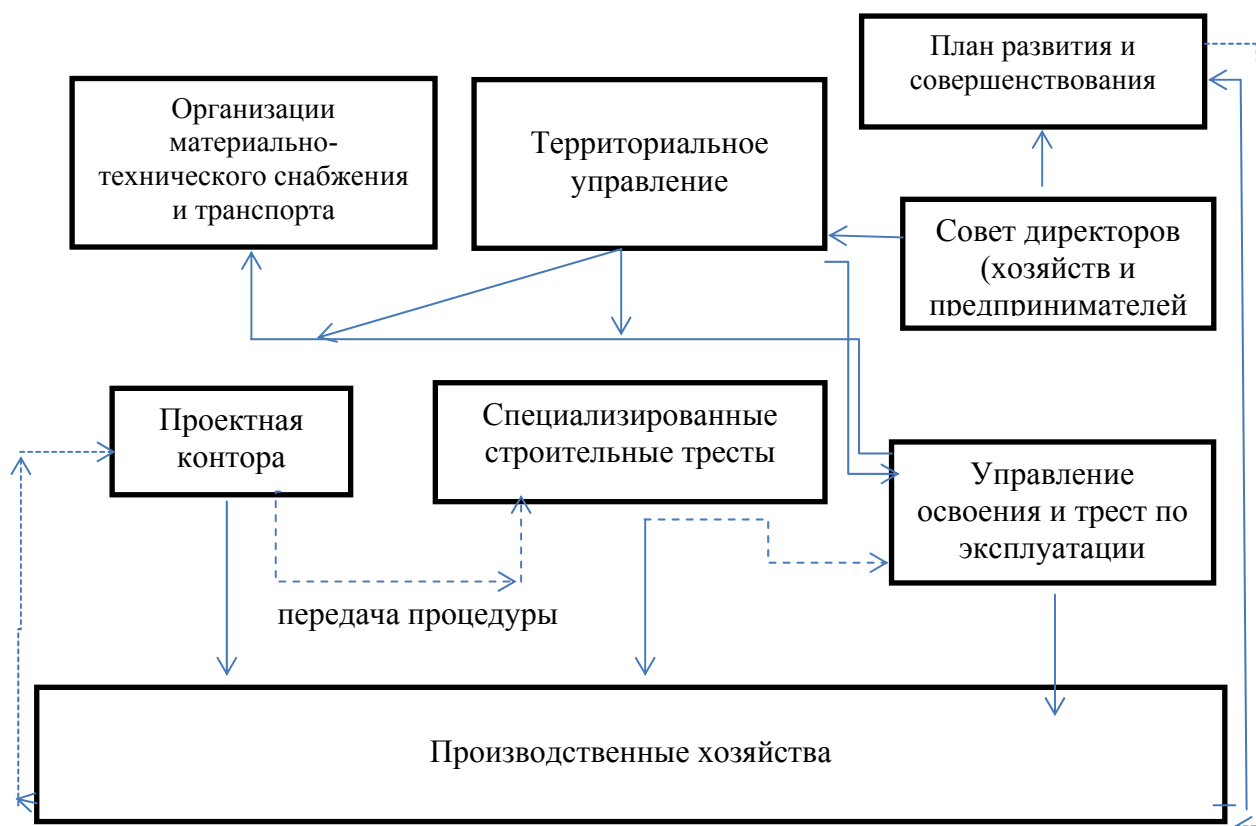 План развития и
совершенствования
Организации
материально-
технического снабжения
и транспорта
Территориальное
управление
Совет директоров
(хозяйств и
предпринимателей
Проектная
контора
Специализированные
строительные тресты
Управление
освоения и трест по
эксплуатации
передача процедуры
Производственные хозяйства